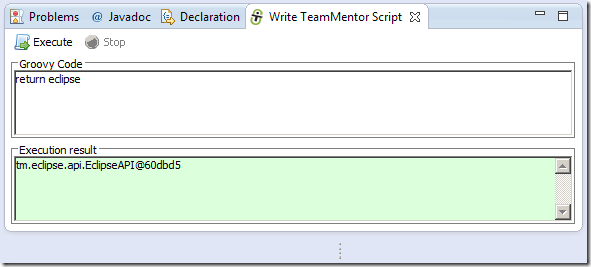 Problems @ Javadoc Declaration Write TeamMentor Script
Execute Stop
Groovy Code
return eclipse
Execution result
tm.eclipse.api.EclipseAPI@60dbd5